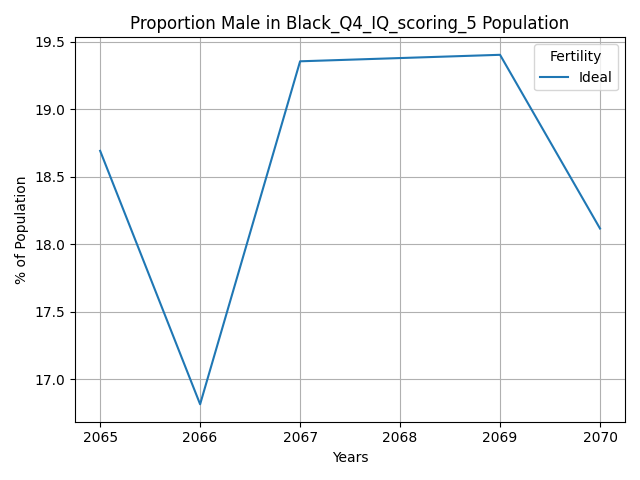 Proportion Male in Black_Q4_IQ_scoring_5 Population
Fertility
Ideal
19.5
19.0
18.5
18.0
17.5
17.0
% of Population
2065 2066 2067 2068 2069 2070
Years